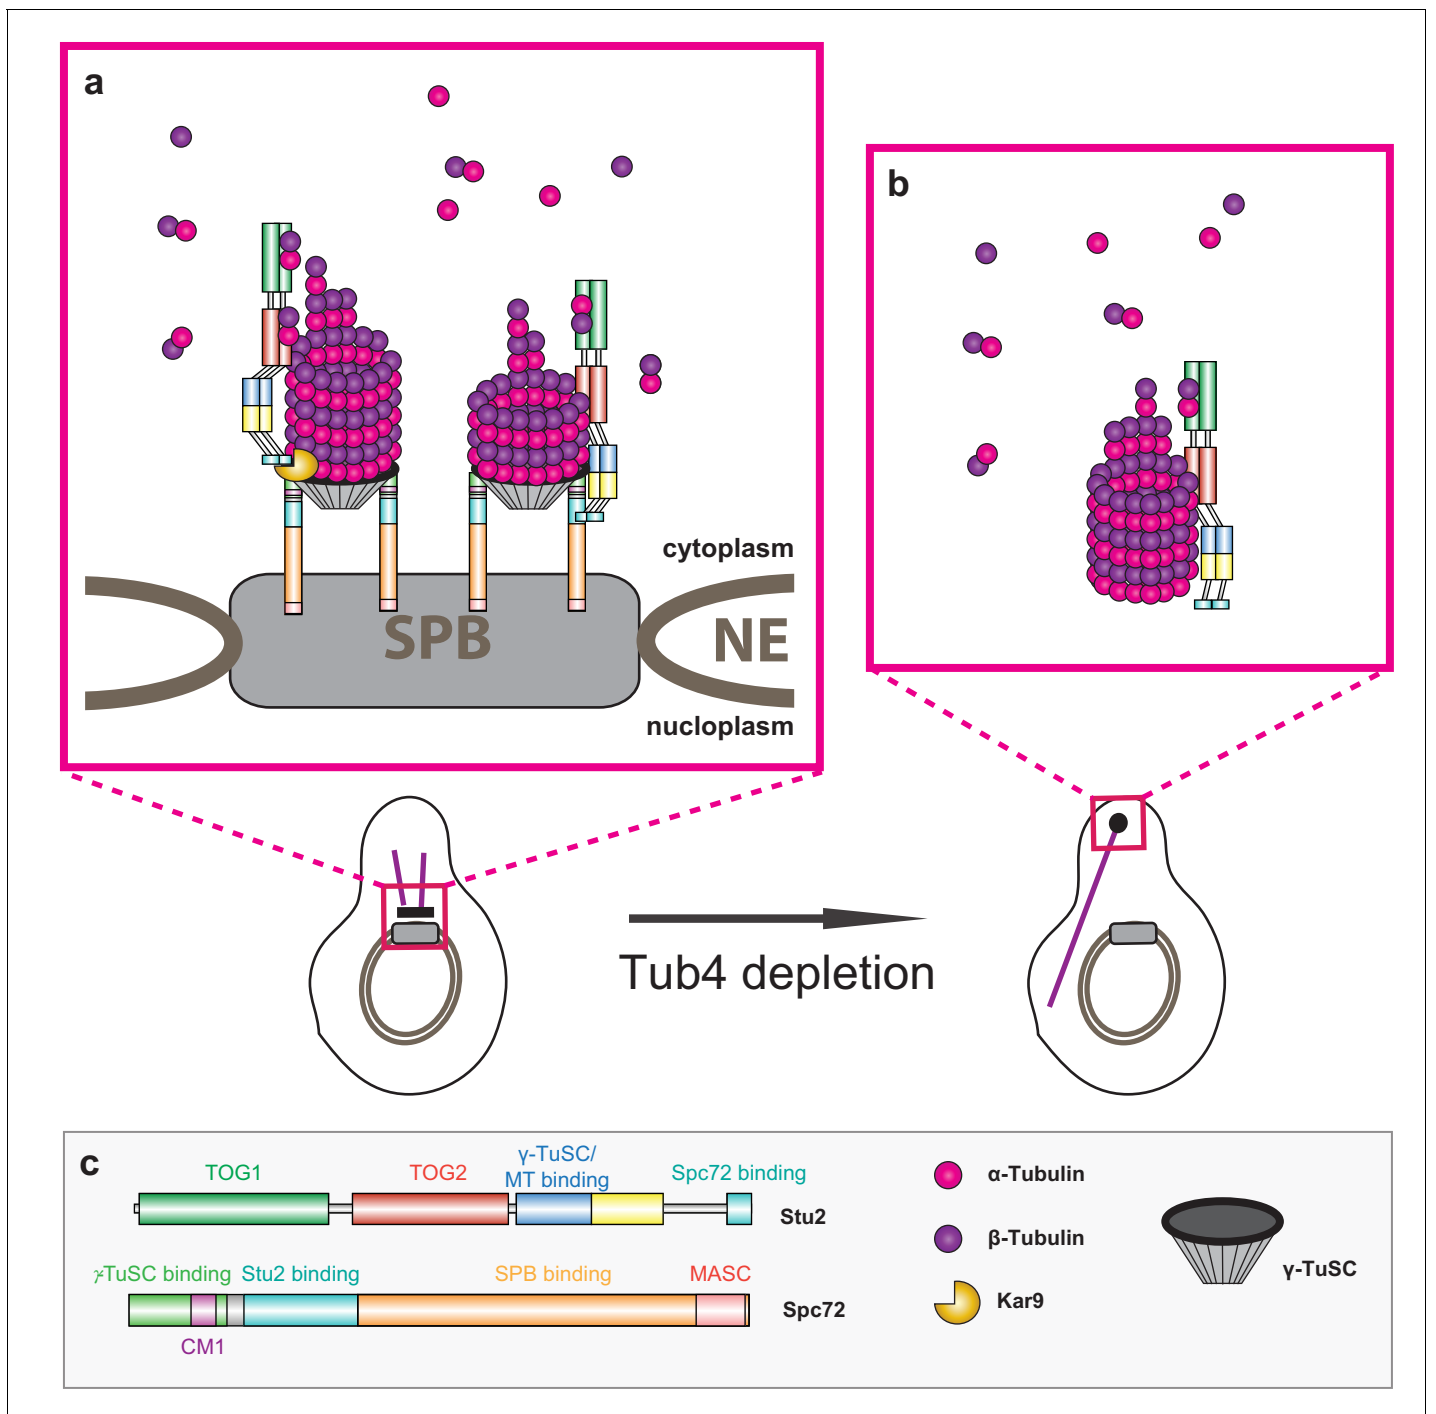 a
b
cytoplasm
SPB
NE
nucloplasm
Tub4 depletion
c
TOG1
TOG2
γ-TuSC/
MT binding
Spc72 binding
Stu2
γTuSC binding
Stu2 binding
SPB binding
MASC
Spc72
CM1
α-Tubulin
β-Tubulin
Kar9
γ-TuSC